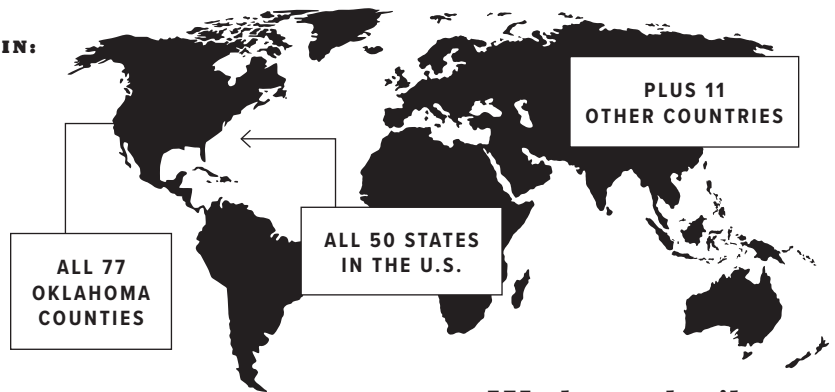 IN:
PLUS 11
OTHER COUNTRIES
ALL 50 STATES
IN THE U.S.
ALL 77
OKLAHOMA
COUNTIES